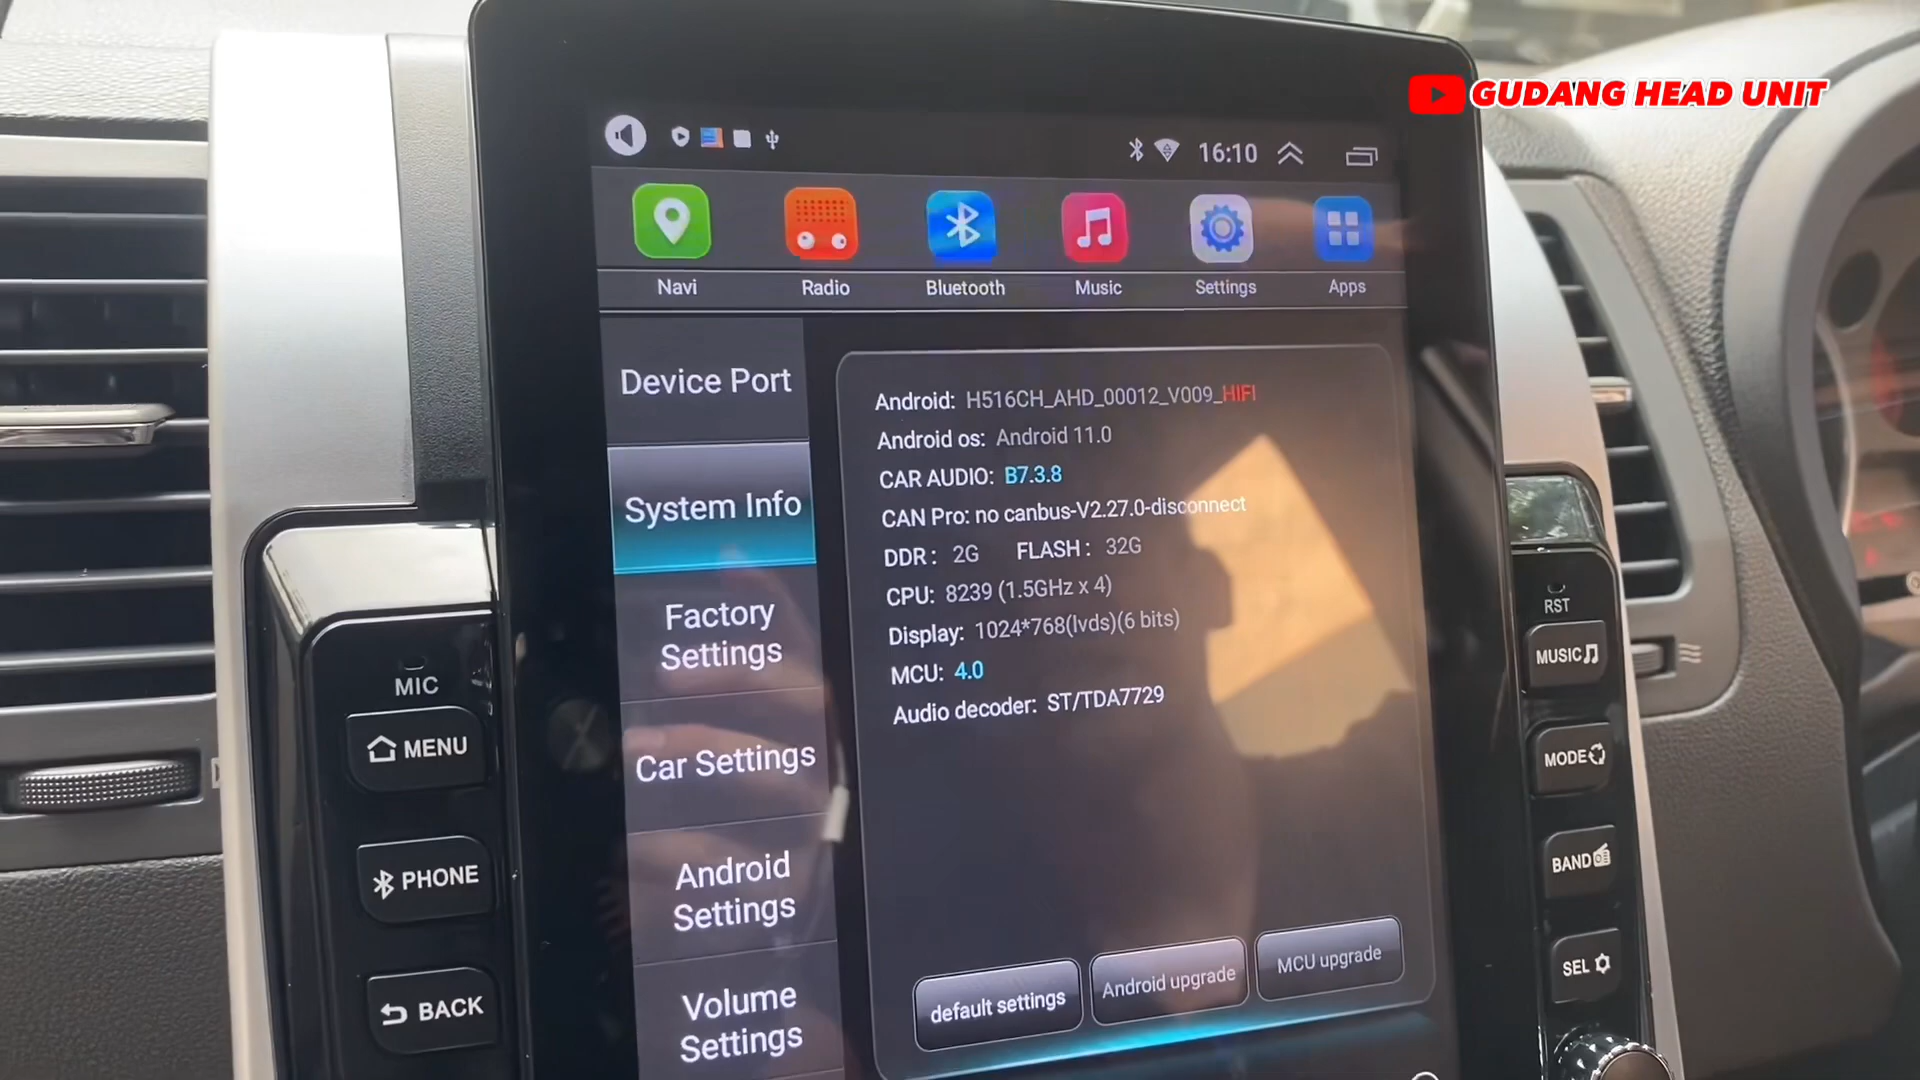 GUDANG HEAD UNIT
16:10
Navi
Radio
Bluetooth
Music
Settings
Apps
Device Port
System Info
Factory
Settings
Car Settings
Android
Settings
Volume
Settings
Android: H516CH_AHD_00012_V009_HIFI
Android os: Android 11.0
CAR AUDIO: B7.3.8
CAN Pro: no canbus-V2.27.0-disconnect
DDR: 2G FLASH: 32G
CPU: 8239 (1.5GHz x 4)
Display: 1024*768(lvds)(6 bits)
MCU: 4.0
Audio decoder: ST/TDA7729
default settings
Android upgrade
MCU upgrade
MIC
MENU
PHONE
BACK
RST
MUSIC
MODE
BAND
SEL